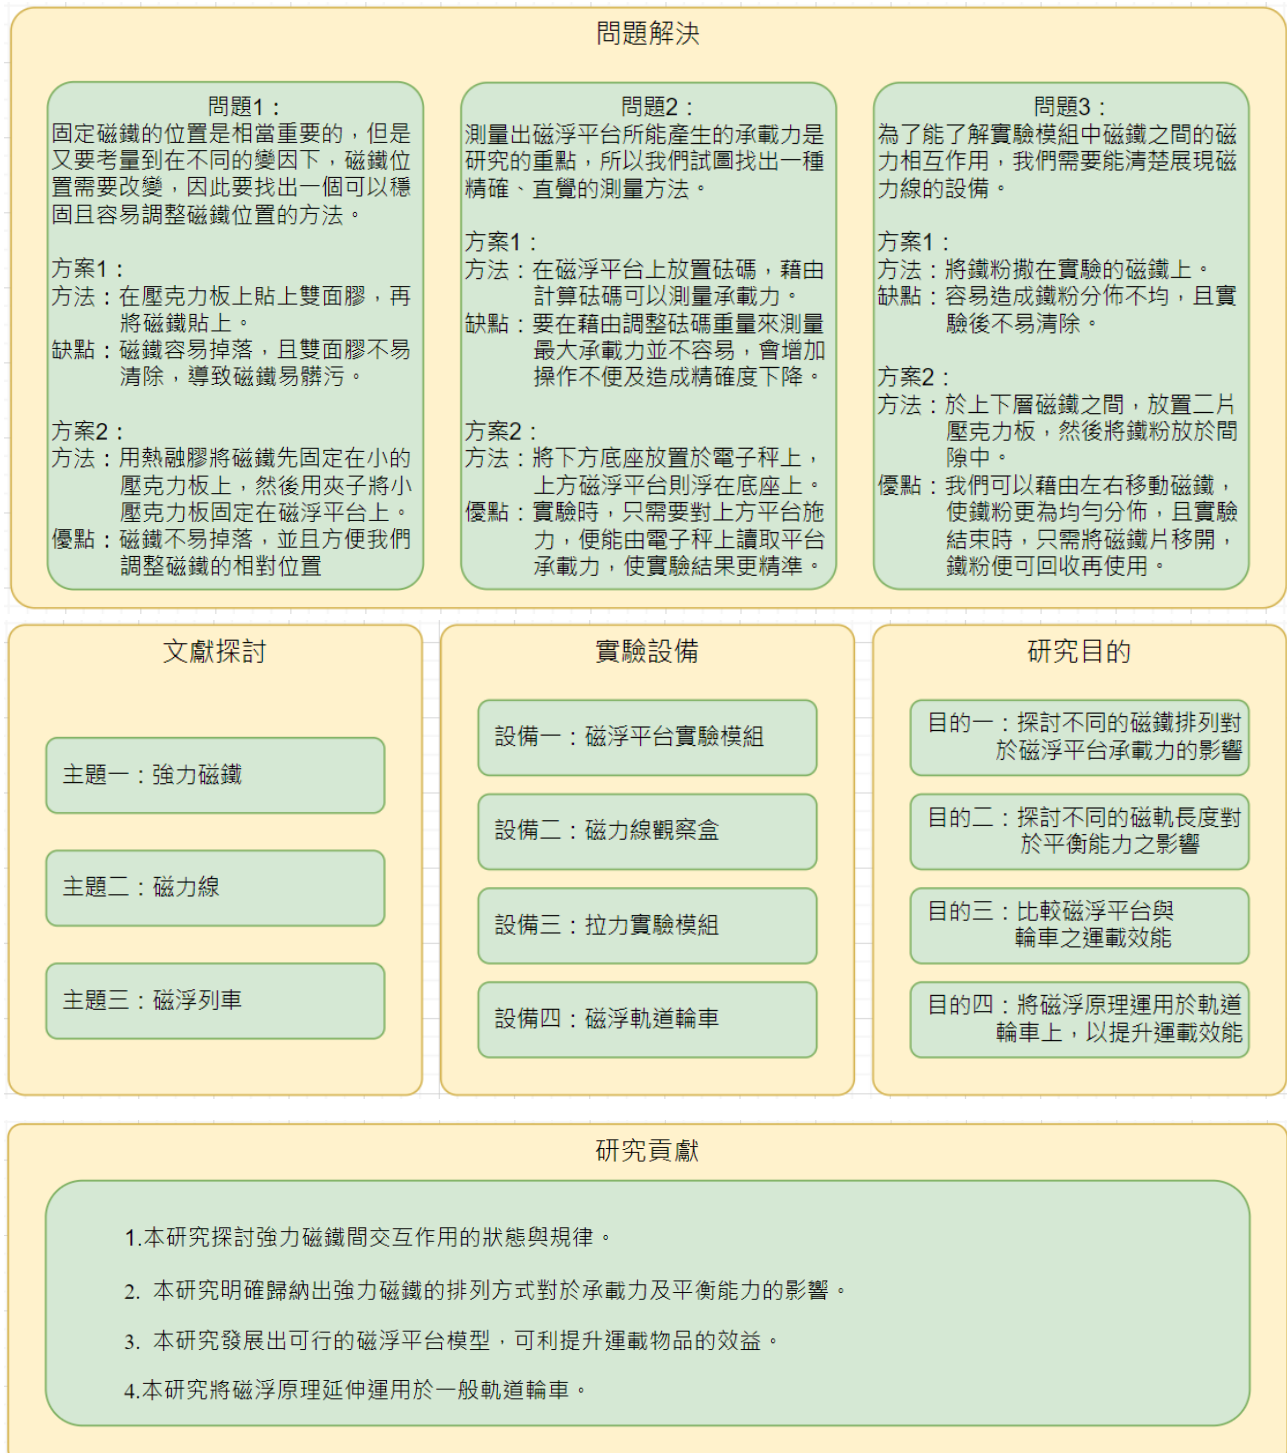 問題解決
問題1：
固定磁鐵的位置是相當重要的，但是
又要考量到在不同的變因下，磁鐵位
置需要改變，因此要找出一個可以穩
固且容易調整磁鐵位置的方法。
方案1：
方法：在壓克力板上貼上雙面膠，再
將磁鐵貼上。
缺點：磁鐵容易掉落，且雙面膠不易
清除，導致磁鐵易髒污。
方案2：
方法：用熱融膠將磁鐵先固定在小的
壓克力板上，然後用夾子將小
壓克力板固定在磁浮平台上。
優點：磁鐵不易掉落，並且方便我們
調整磁鐵的相對位置
問題2：
測量出磁浮平台所能產生的承載力是
研究的重點，所以我們試圖找出一種
精確、直覺的測量方法。
方案1：
方法：在磁浮平台上放置砝碼，藉由
計算砝碼可以測量承載力。
缺點：要在藉由調整砝碼重量來測量
最大承載力並不容易，會增加
操作不便及造成精確度下降。
方案2：
方法：將下方底座放置於電子秤上，
上方磁浮平台則浮在底座上。
優點：實驗時，只需要對上方平台施
力，便能由電子秤上讀取平台
承載力，使實驗結果更精準。
問題3：
為了能了解實驗模組中磁鐵之間的磁
力相互作用，我們需要能清楚展現磁
力線的設備。
方案1：
方法：將鐵粉撒在實驗的磁鐵上。
缺點：容易造成鐵粉分佈不均，且實
驗後不易清除。
方案2：
方法：於上下層磁鐵之間，放置二片
壓克力板，然後將鐵粉放於間
隙中。
優點：我們可以藉由左右移動磁鐵，
使鐵粉更為均勻分佈，且實驗
結束時，只需將磁鐵片移開，
鐵粉便可回收再使用。
文獻探討
主題一：強力磁鐵
主題二：磁力線
主題三：磁浮列車
實驗設備
設備一：磁浮平台實驗模組
設備二：磁力線觀察盒
設備三：拉力實驗模組
設備四：磁浮軌道輪車
研究目的
目的一：探討不同的磁鐵排列對
於磁浮平台承載力的影響
目的二：探討不同的磁軌長度對
於平衡能力之影響
目的三：比較磁浮平台與
輪車之運載效能
目的四：將磁浮原理運用於軌道
輪車上，以提升運載效能
研究貢獻
1.本研究探討強力磁鐵間交互作用的狀態與規律。
2. 本研究明確歸納出強力磁鐵的排列方式對於承載力及平衡能力的影響。
3. 本研究發展出可行的磁浮平台模型，可利提升運載物品的效益。
4.本研究將磁浮原理延伸運用於一般軌道輪車。